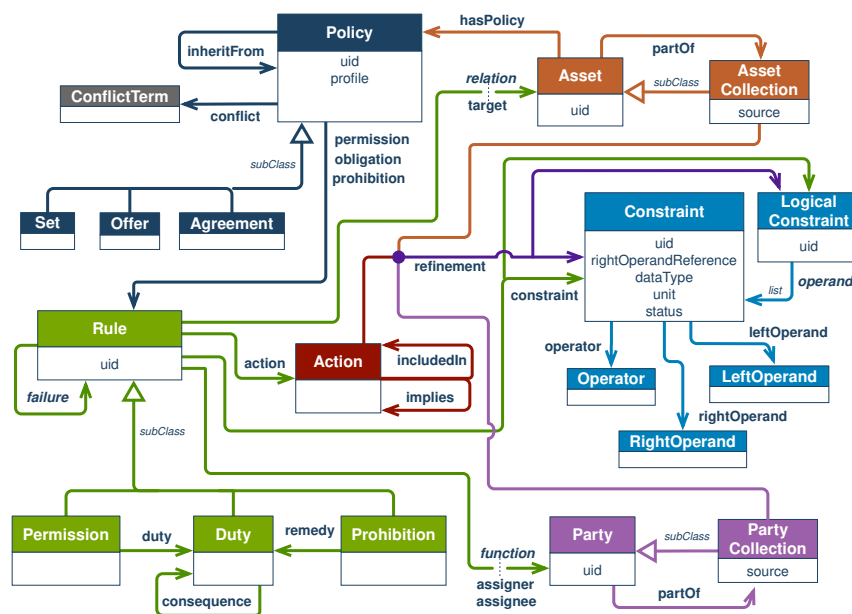 hasPolicy
Policy
inheritFrom
uid
profile
partOf
relation
target
Asset
uid
subClass
Asset
Collection
source
ConflictTerm
conflict
permission
obligation
prohibition
subClass
Set
Offer
Agreement
Constraint
uid
rightOperandReference
dataType
unit
status
Logical
Constraint
uid
refinement
constraint
operand
list
Rule
uid
failure
action
Action
includedIn
implies
operator
leftOperand
Operator
LeftOperand
rightOperand
RightOperand
subClass
Permission
duty
Duty
remedy
Prohibition
consequence
function
assigner
assignee
Party
uid
subClass
Party
Collection
source
partOf